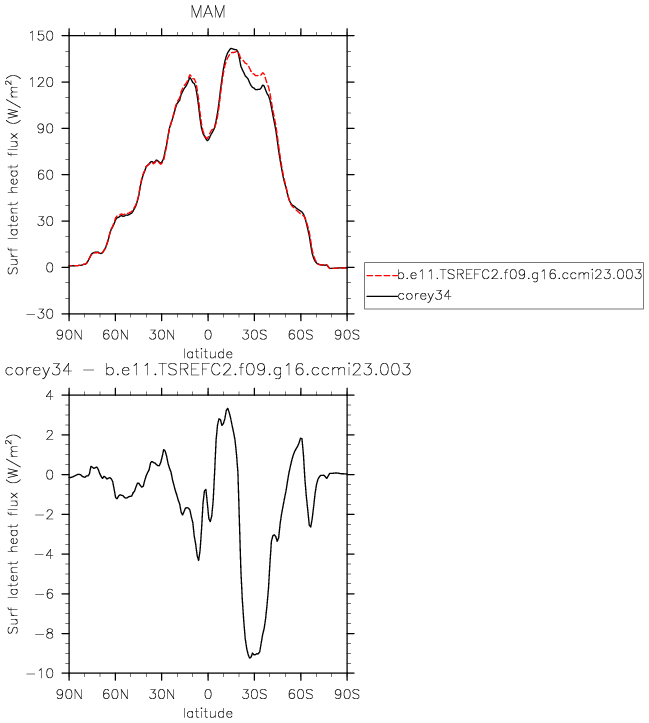 MAM
Surf latent heat flux (W/m²)
150
120
90
60
30
0
−30
90N 60N 30N 0 30S 60S 90S
latitude
b.e11.TSREFC2.f09.g16.ccmi23.003
corey34
corey34 − b.e11.TSREFC2.f09.g16.ccmi23.003
Surf latent heat flux (W/m²)
4
2
0
−2
−4
−6
−8
−10
90N 60N 30N 0 30S 60S 90S
latitude